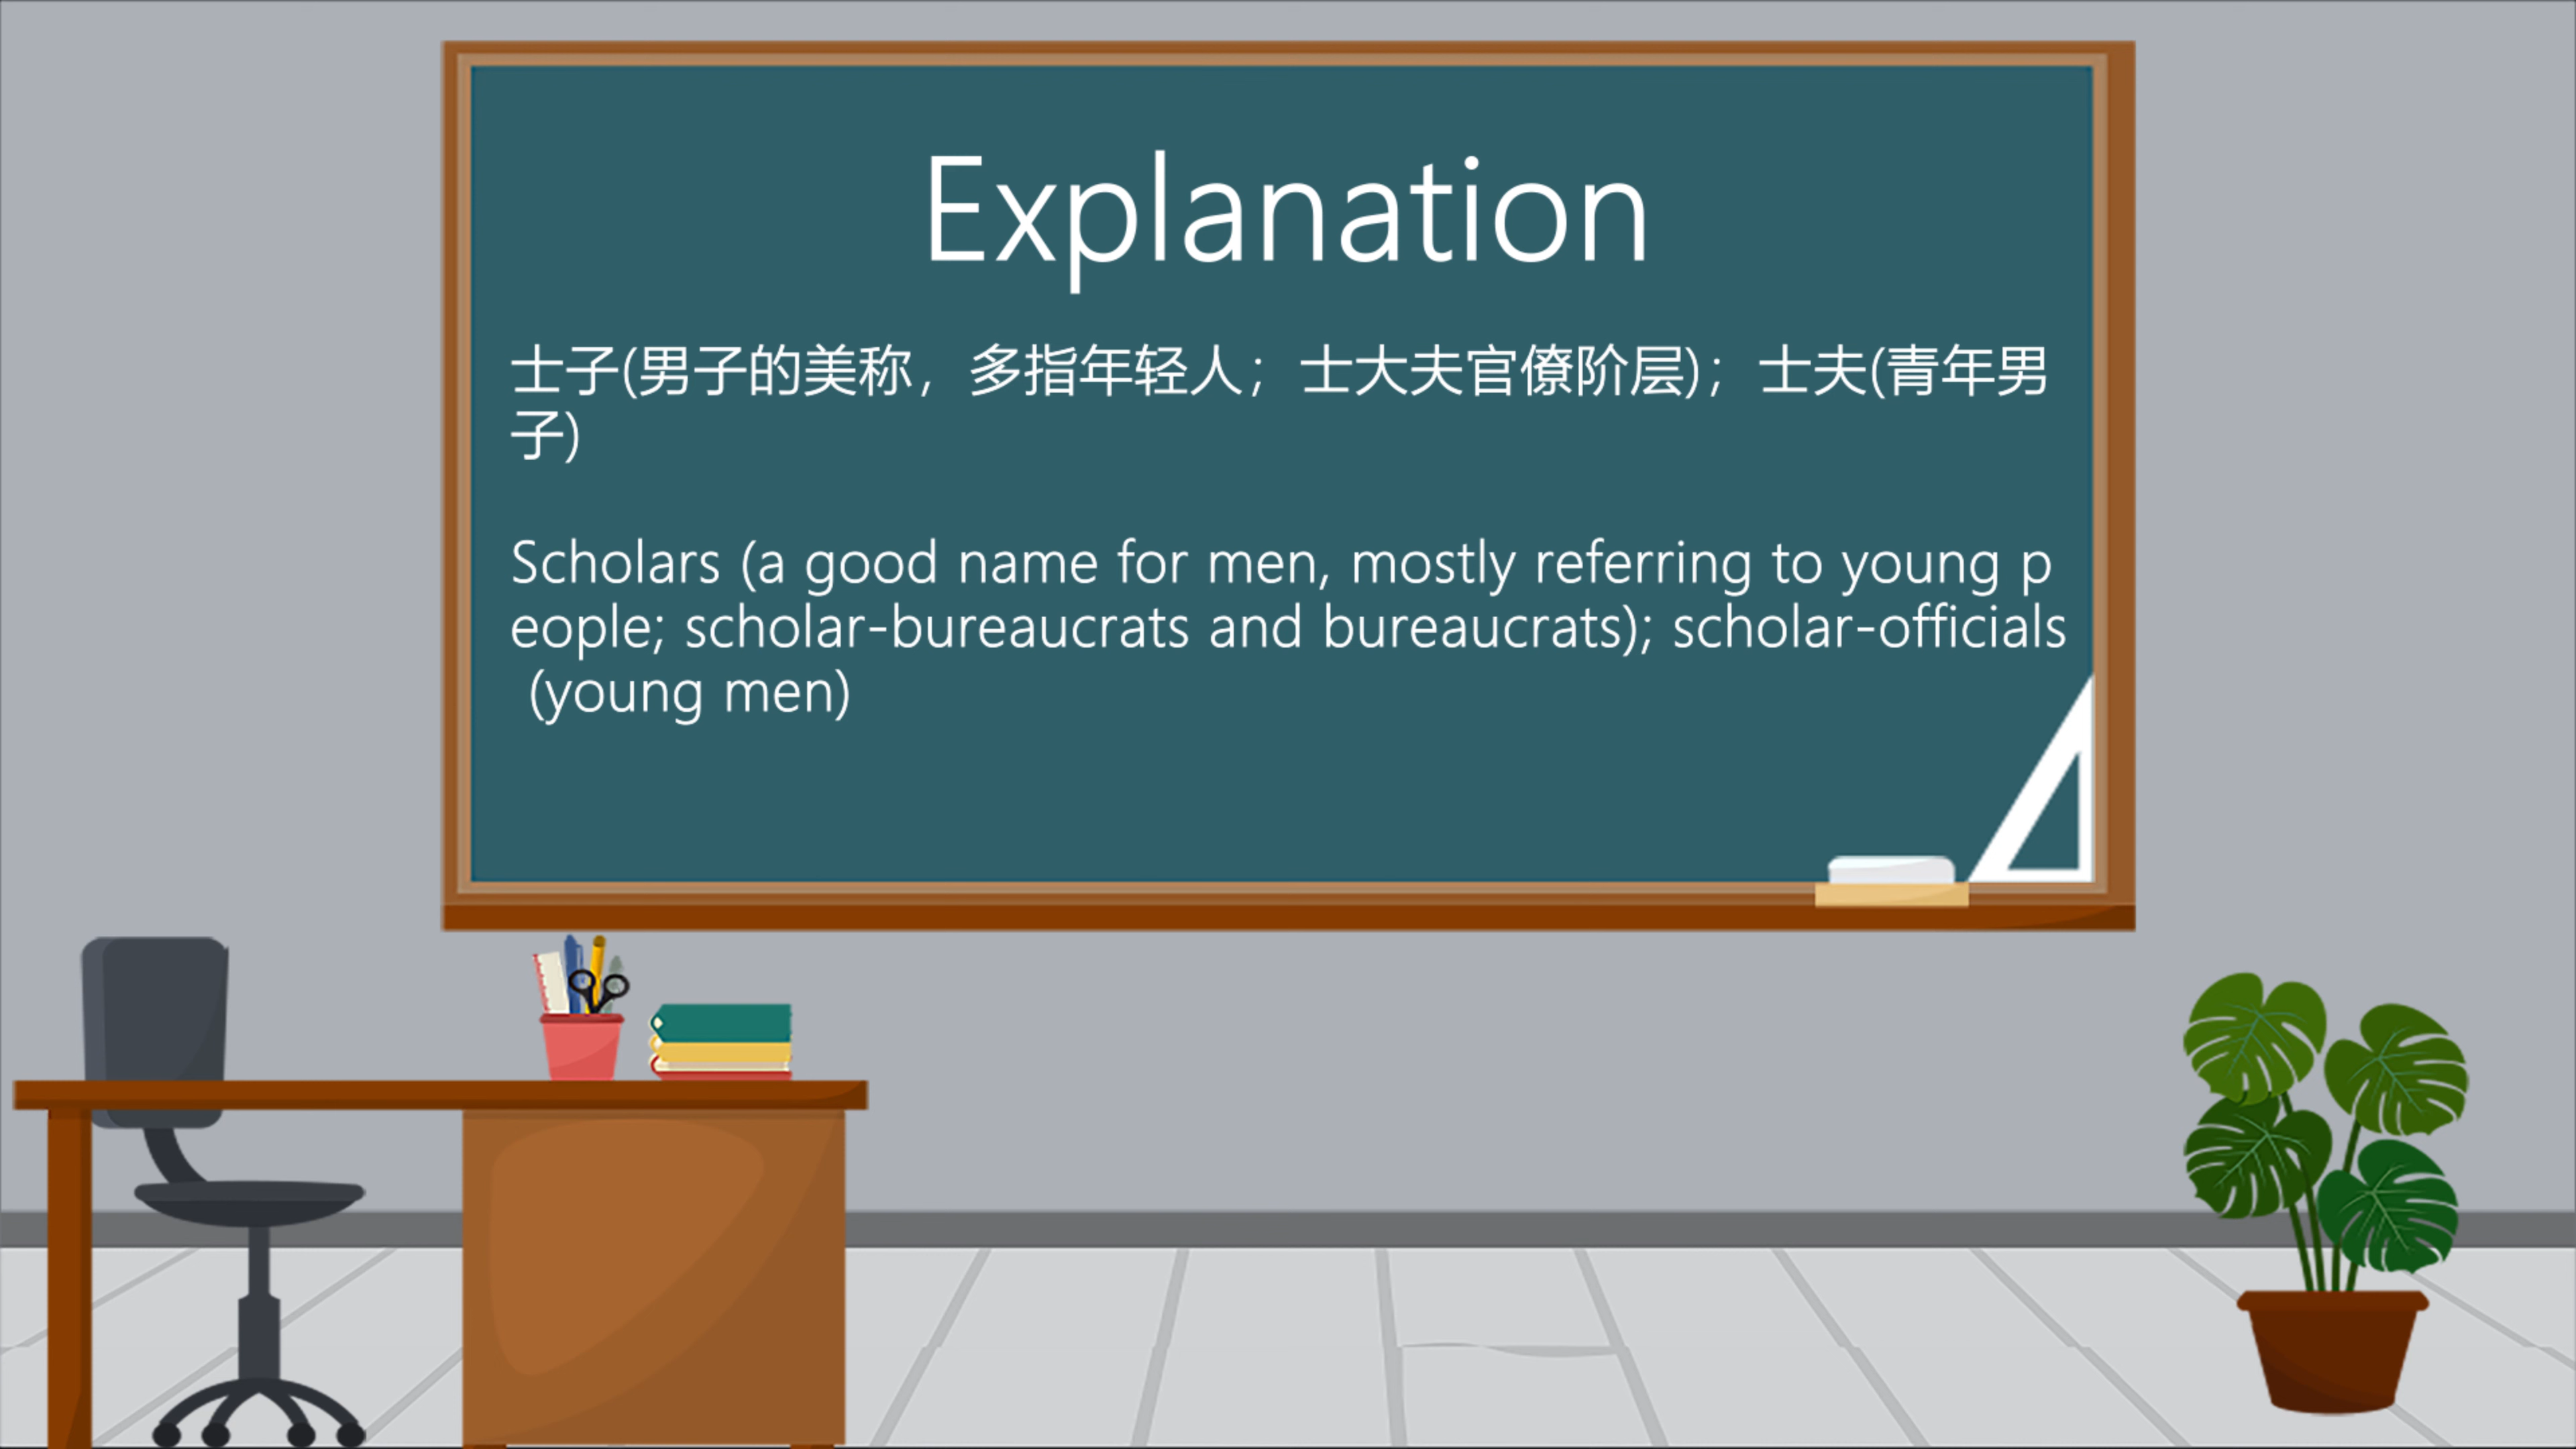 Explanation
士子(男子的美称，多指年轻人；士大夫官僚阶层)；士夫(青年男
子)
Scholars (a good name for men, mostly referring to young p
eople; scholar-bureaucrats and bureaucrats); scholar-officials
(young men)